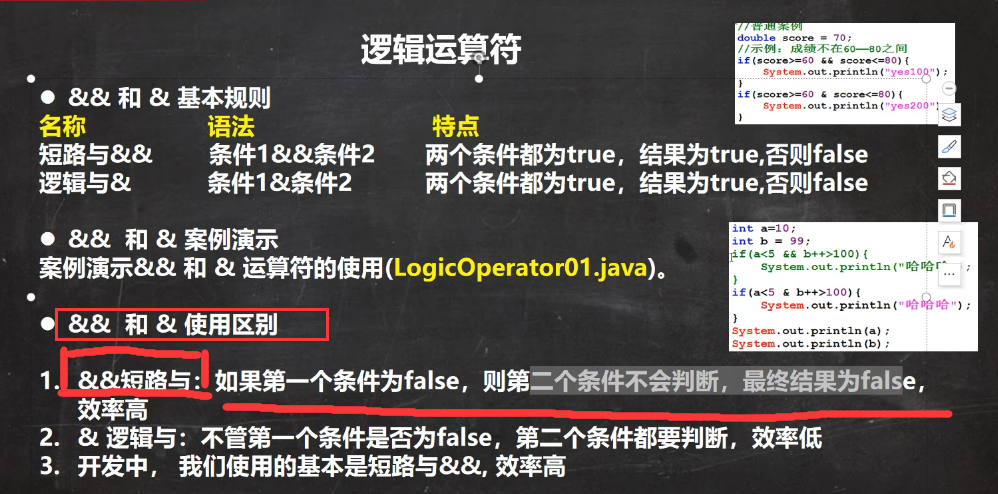 逻辑运算符
&& 和 & 基本规则
名称 语法 特点
短路与&& 条件1&&条件2 两个条件都为true，结果为true,否则false
逻辑与& 条件1&条件2 两个条件都为true，结果为true,否则false
&& 和 & 案例演示
案例演示&& 和 & 运算符的使用(LogicOperator01.java)。
&& 和 & 使用区别
1. &&短路与：如果第一个条件为false，则第二个条件不会判断，最终结果为false，
效率高
2. & 逻辑与：不管第一个条件是否为false，第二个条件都要判断，效率低
3. 开发中， 我们使用的基本是短路与&&, 效率高
//普通案例
double score = 70;
//示例：成绩不在60——80之间
if(score>=60 && score<=80){
System.out.println("yes100");
}
if(score>=60 & score<=80){
System.out.println("yes200")
}
int a=10;
int b = 99;
if(a<5 && b++>100){
System.out.println("哈哈
}
if(a<5 & b++>100){
System.out.println("哈哈哈");
}
System.out.println(a);
System.out.println(b);